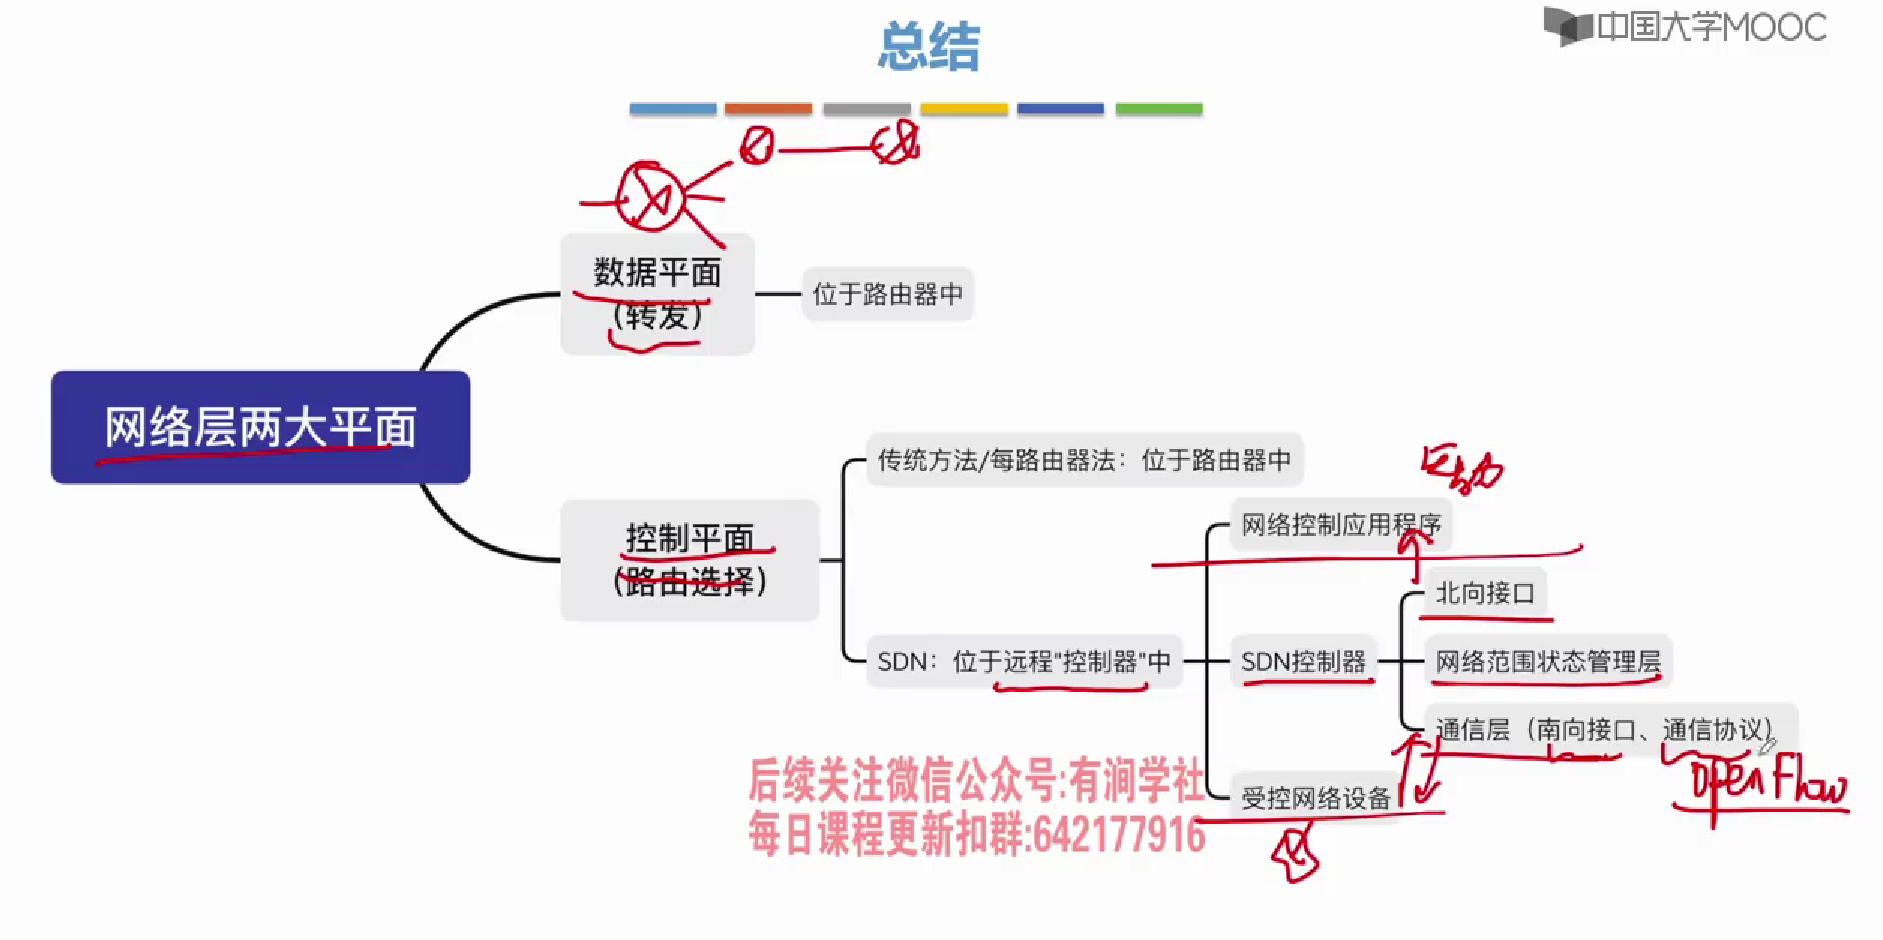 中国大学MOOC
总结
数据平面
(转发)
位于路由器中
网络层两大平面
传统方法/每路由器法：位于路由器中
网络控制应用程序
控制平面
(路由选择)
北向接口
SDN：位于远程"控制器"中
SDN控制器
网络范围状态管理层
通信层（南向接口、通信协议）
openFlow
受控网络设备
后续关注微信公众号:有涧学社
每日课程更新扣群:642177916